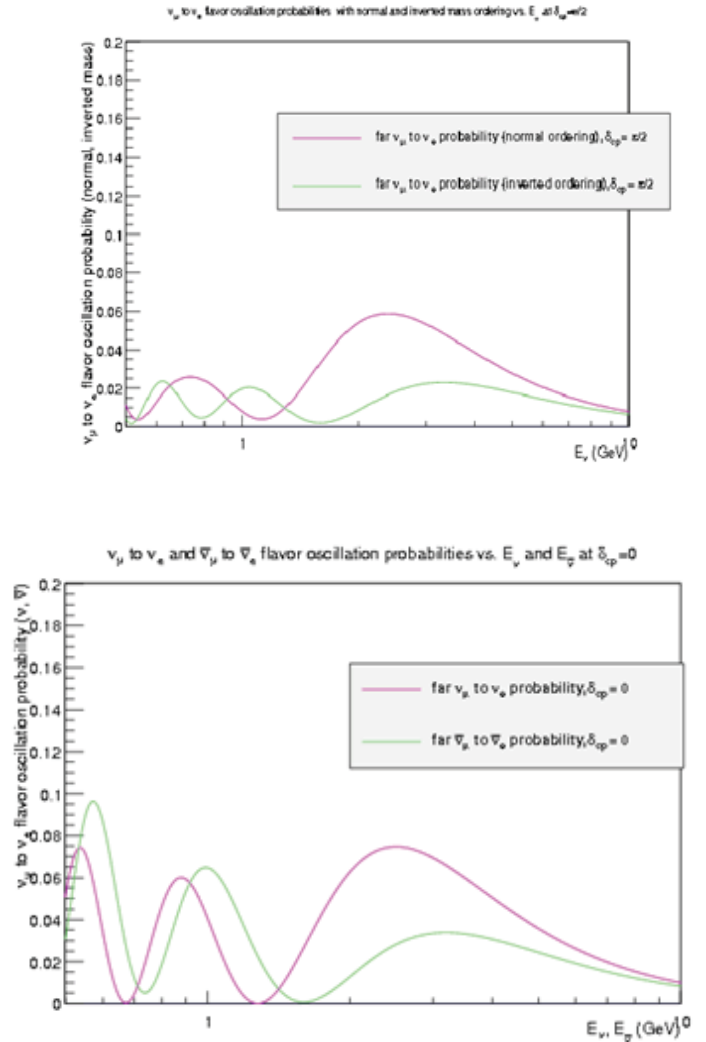 ν_μ to ν_e flavor oscillation probabilities with normal and inverted mass ordering vs. E_ν at δ_cp=π/2
ν_μ to ν_e flavor oscillation probability (normal, inverted mass)
0.2
0.18
0.16
0.14
0.12
0.1
0.08
0.06
0.04
0.02
0
far ν_μ to ν_e probability (normal ordering), δ_cp = π/2
far ν_μ to ν_e probability (inverted ordering), δ_cp = π/2
1
10
E_ν (GeV)
ν_μ to ν_e and ν̅_μ to ν̅_e flavor oscillation probabilities vs. E_ν and E_ν̅ at δ_cp=0
ν_μ to ν_e flavor oscillation probability (ν, ν̅)
0.2
0.18
0.16
0.14
0.12
0.1
0.08
0.06
0.04
0.02
0
far ν_μ to ν_e probability, δ_cp = 0
far ν̅_μ to ν̅_e probability, δ_cp = 0
1
10
E_ν, E_ν̅ (GeV)